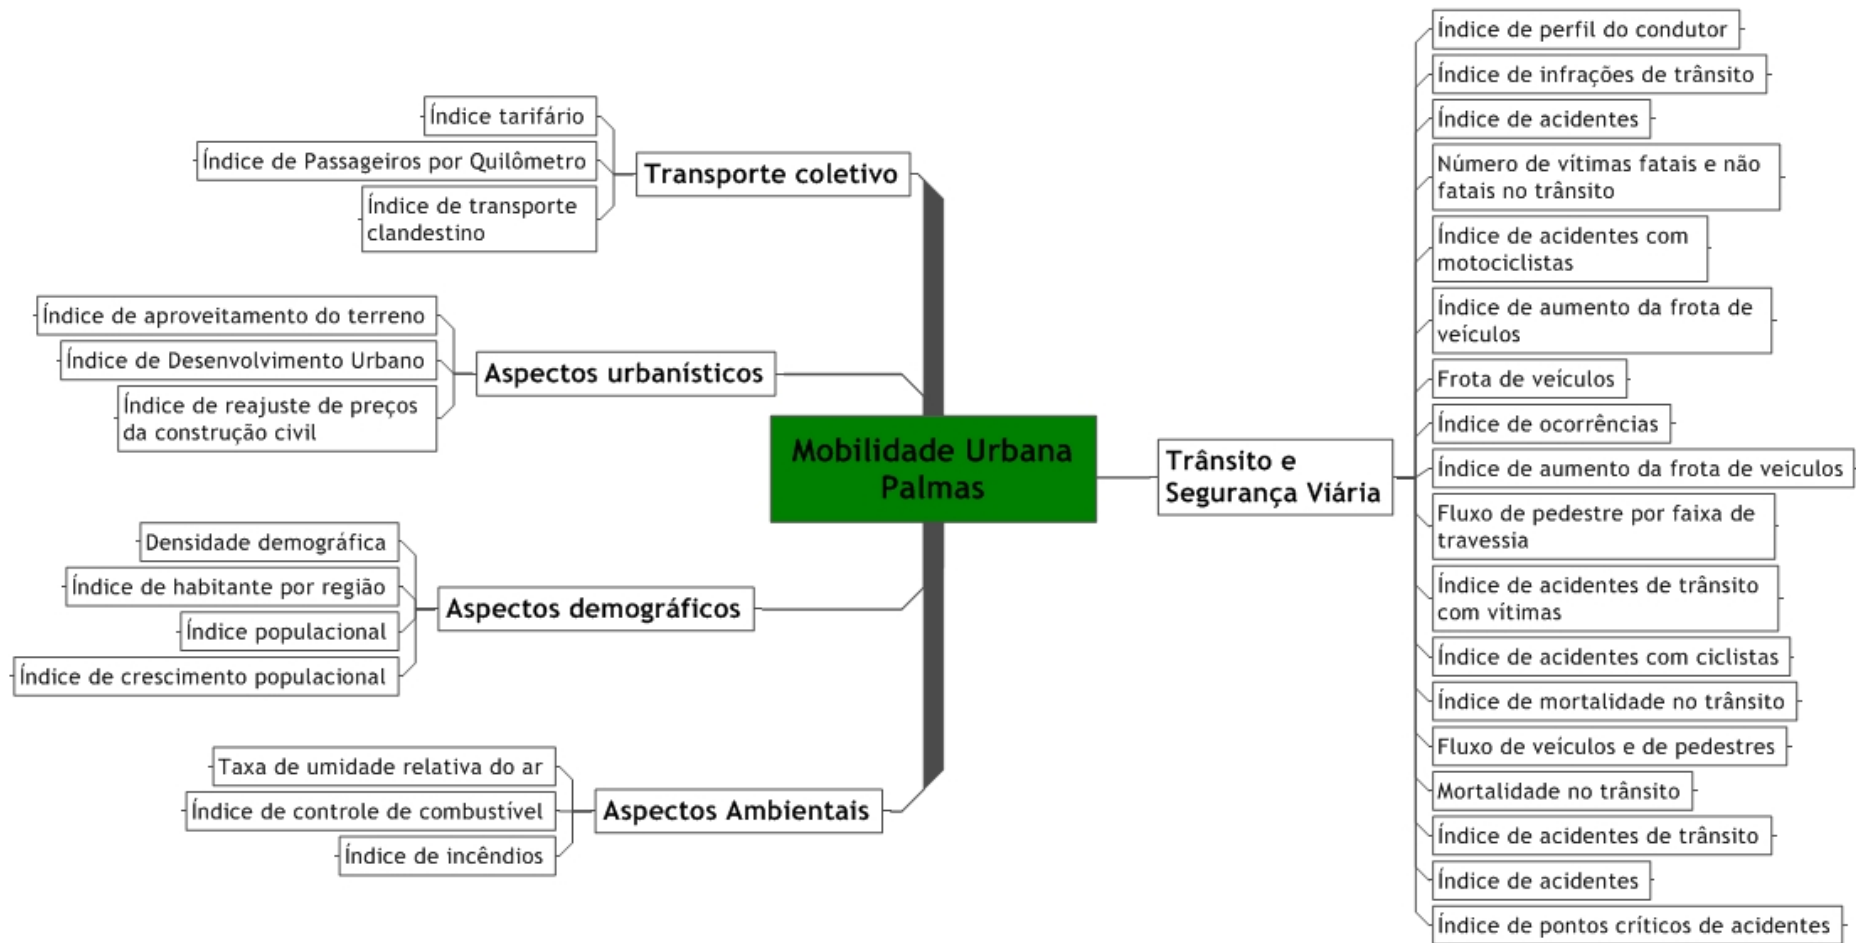 Índice tarifário
Índice de Passageiros por Quilômetro
Índice de transporte
clandestino
Transporte coletivo
Índice de aproveitamento do terreno
Índice de Desenvolvimento Urbano
Índice de reajuste de preços
da construção civil
Aspectos urbanísticos
Densidade demográfica
Índice de habitante por região
Índice populacional
Índice de crescimento populacional
Aspectos demográficos
Taxa de umidade relativa do ar
Índice de controle de combustível
Índice de incêndios
Aspectos Ambientais
Mobilidade Urbana
Palmas
Trânsito e
Segurança Viária
Índice de perfil do condutor
Índice de infrações de trânsito
Índice de acidentes
Número de vítimas fatais e não
fatais no trânsito
Índice de acidentes com
motociclistas
Índice de aumento da frota de
veículos
Frota de veículos
Índice de ocorrências
Índice de aumento da frota de veiculos
Fluxo de pedestre por faixa de
travessia
Índice de acidentes de trânsito
com vítimas
Índice de acidentes com ciclistas
Índice de mortalidade no trânsito
Fluxo de veículos e de pedestres
Mortalidade no trânsito
Índice de acidentes de trânsito
Índice de acidentes
Índice de pontos críticos de acidentes